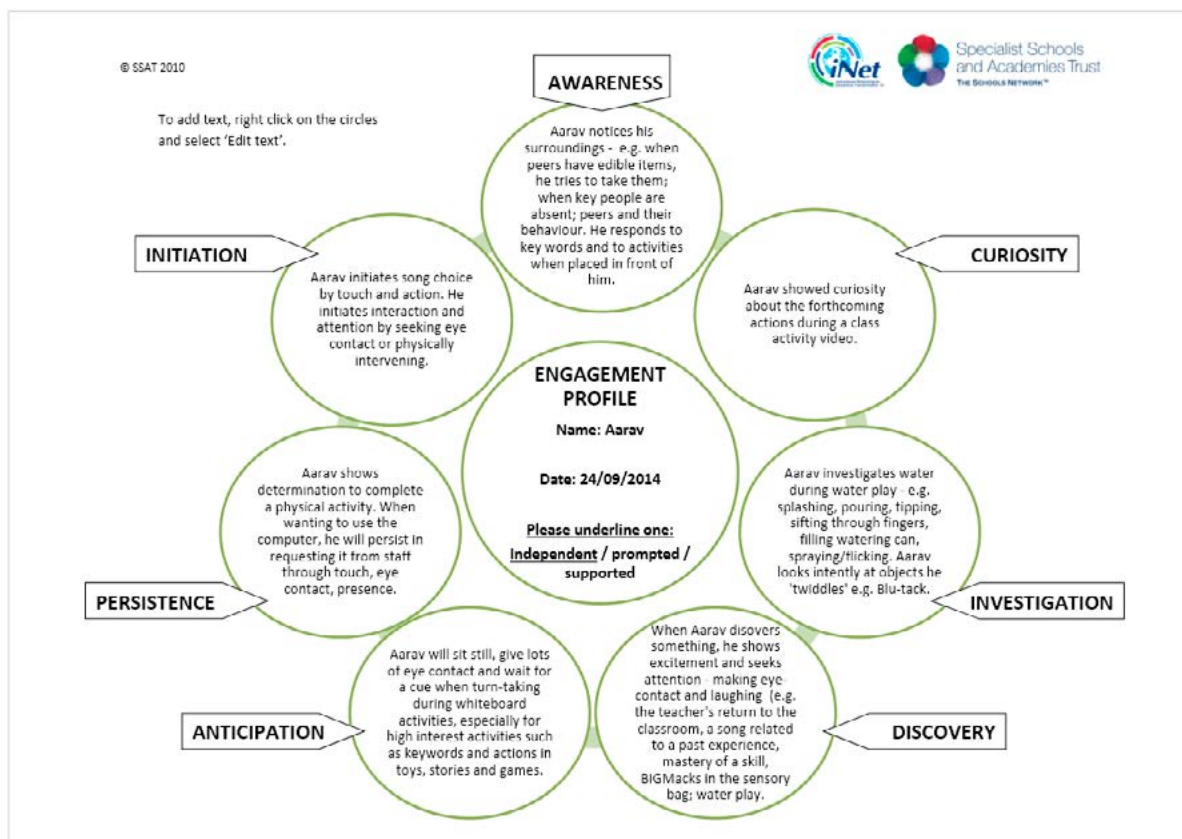 © SSAT 2010
To add text, right click on the circles
and select 'Edit text'.
iNet
Specialist Schools
and Academies Trust
THE SCHOOLS NETWORK™
AWARENESS
Aarav notices his
surroundings - e.g. when
peers have edible items,
he tries to take them;
when key people are
absent; peers and their
behaviour. He responds to
key words and to activities
when placed in front of
him.
CURIOSITY
Aarav showed curiosity
about the forthcoming
actions during a class
activity video.
INVESTIGATION
Aarav investigates water
during water play - e.g.
splashing, pouring, tipping,
sifting through fingers,
filling watering can,
spraying/flicking. Aarav
looks intently at objects he
'twiddles' e.g. Blu-tack.
DISCOVERY
When Aarav disovers
something, he shows
excitement and seeks
attention - making eye-
contact and laughing (e.g.
the teacher's return to the
classroom, a song related
to a past experience,
mastery of a skill,
BIGMacks in the sensory
bag; water play.
ANTICIPATION
Aarav will sit still, give lots
of eye contact and wait for
a cue when turn-taking
during whiteboard
activities, especially for
high interest activities such
as keywords and actions in
toys, stories and games.
PERSISTENCE
Aarav shows
determination to complete
a physical activity. When
wanting to use the
computer, he will persist in
requesting it from staff
through touch, eye
contact, presence.
INITIATION
Aarav initiates song choice
by touch and action. He
initiates interaction and
attention by seeking eye
contact or physically
intervening.
ENGAGEMENT
PROFILE
Name: Aarav
Date: 24/09/2014
Please underline one:
Independent / prompted /
supported